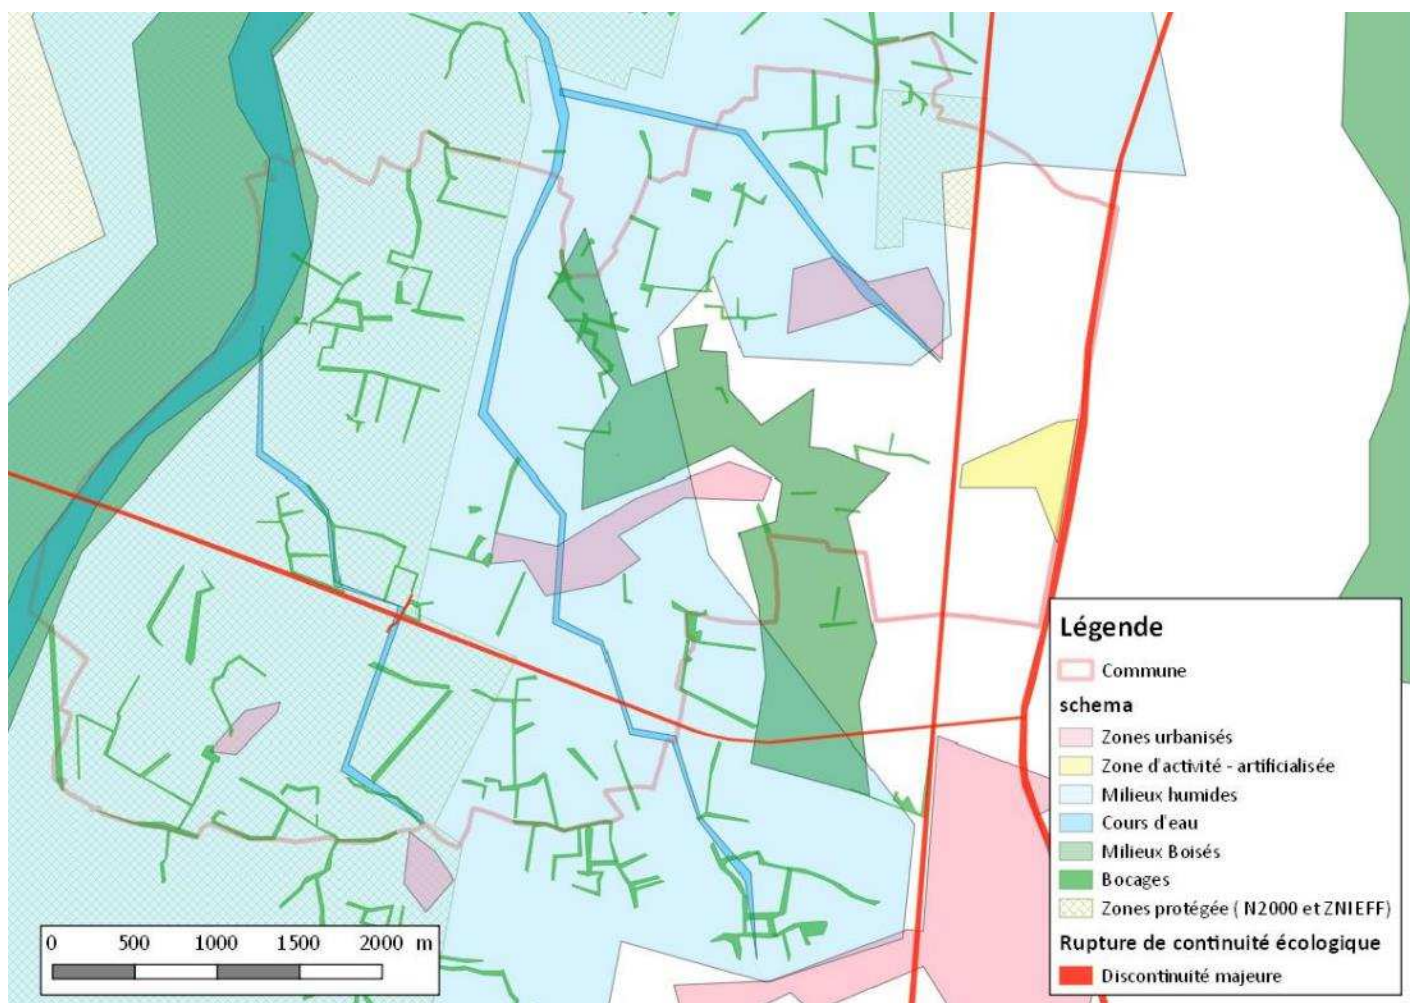 Légende
Commune
schema
Zones urbanisés
Zone d'activité - artificialisée
Milieux humides
Cours d'eau
Milieux Boisés
Bocages
Zones protégée ( N2000 et ZNIEFF)
Rupture de continuité écologique
Discontinuité majeure
0 500 1000 1500 2000 m